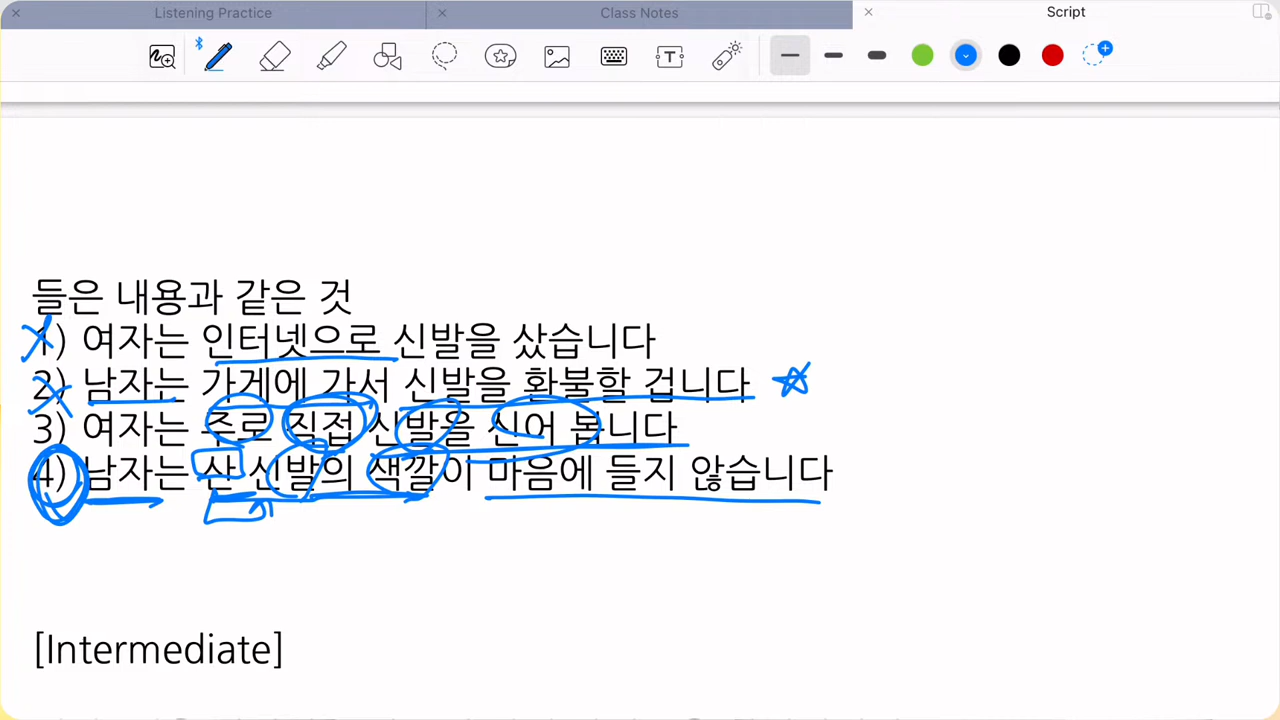 Listening Practice
Class Notes
Script
들은 내용과 같은 것
1) 여자는 인터넷으로 신발을 샀습니다
2) 남자는 가게에 가서 신발을 환불할 겁니다
3) 여자는 주로 직접 신발을 신어 봅니다
4) 남자는 산 신발의 색깔이 마음에 들지 않습니다
[Intermediate]